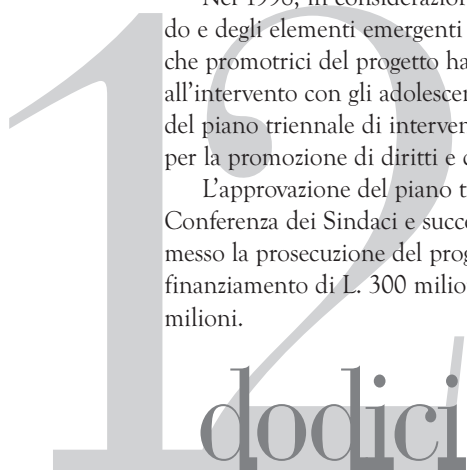 Nel 1998, in considerazion
do e degli elementi emergenti
che promotrici del progetto ha
all'intervento con gli adolescen
del piano triennale di interven
per la promozione di diritti e
L'approvazione del piano t
Conferenza dei Sindaci e succe
messo la prosecuzione del prog
finanziamento di L. 300 milio
milioni.
12
dodici